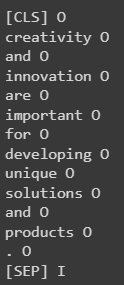 [CLS] O
creativity O
and O
innovation O
are O
important O
for O
developing O
unique O
solutions O
and O
products O
. O
[SEP] I